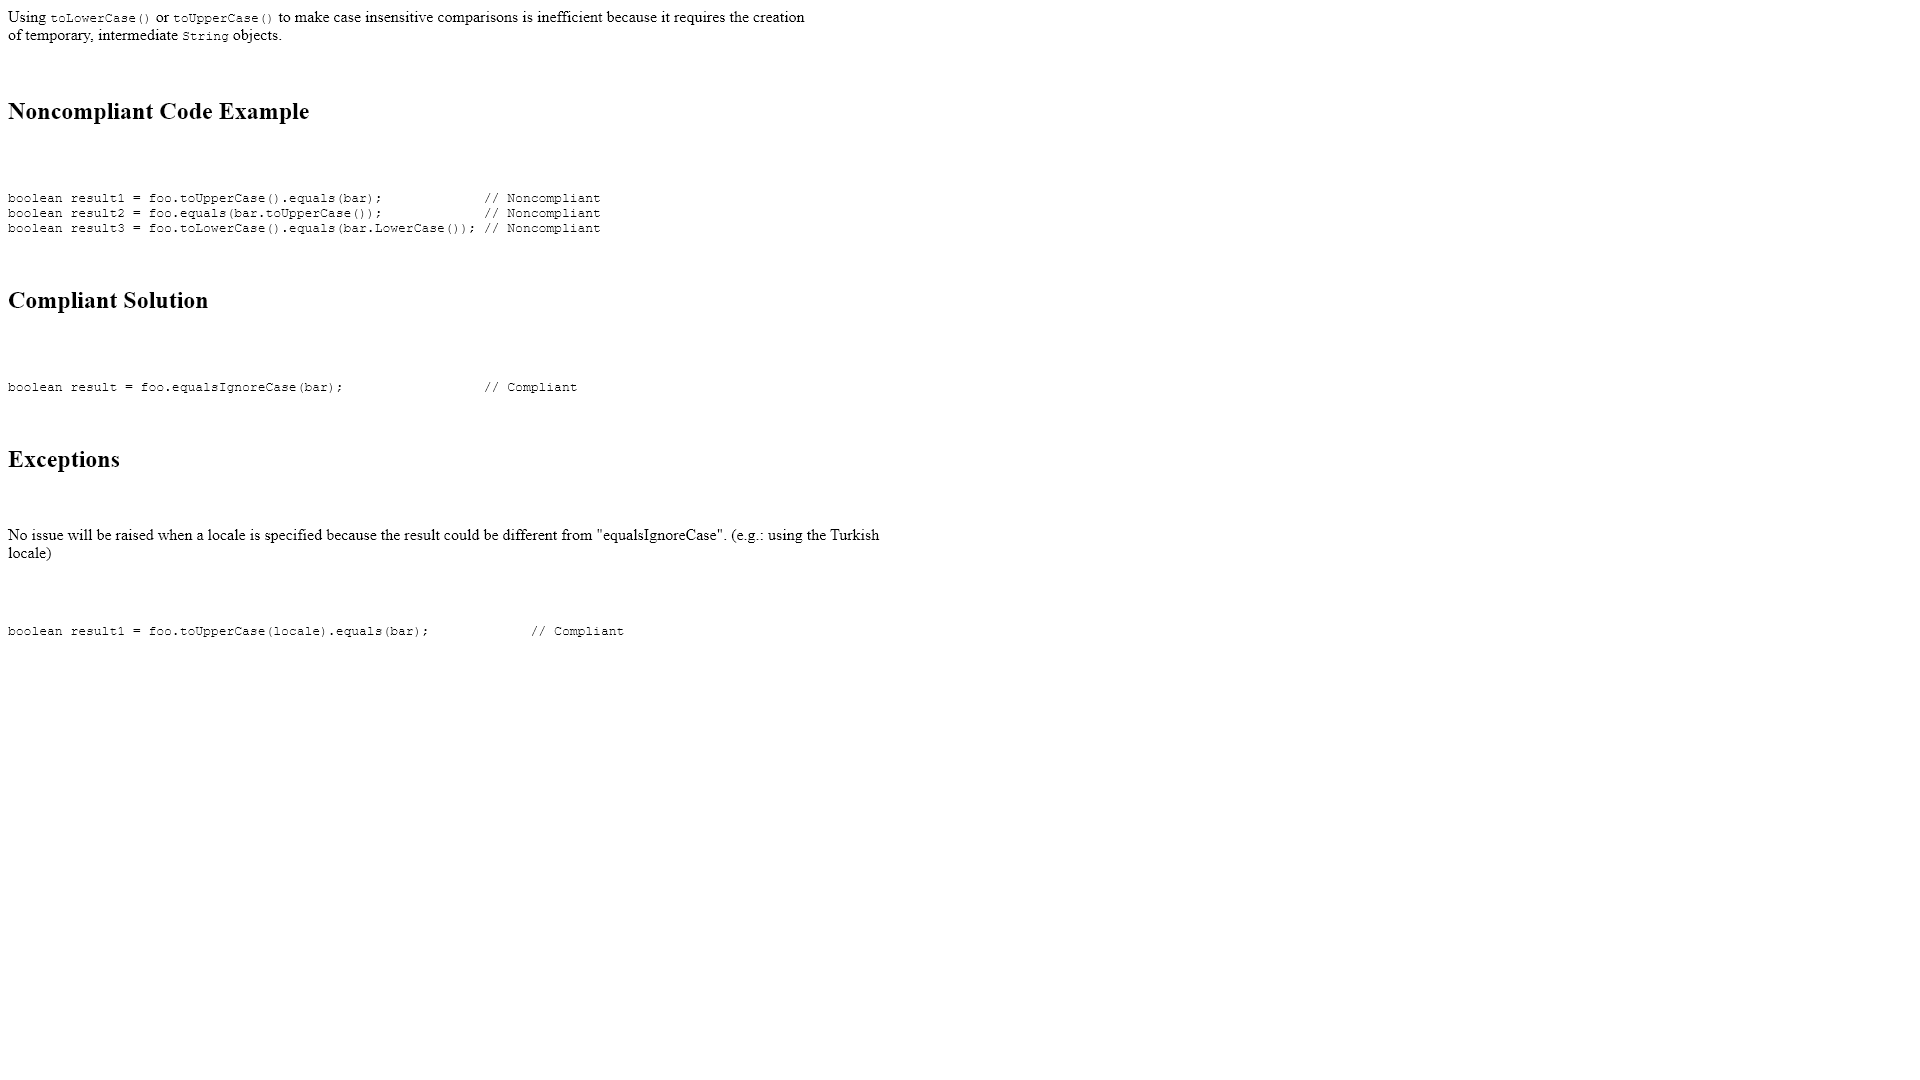 Using toLowerCase() or toUpperCase() to make case insensitive comparisons is inefficient because it requires the creation
of temporary, intermediate String objects.
Noncompliant Code Example
boolean result1 = foo.toUpperCase().equals(bar);             // Noncompliant
boolean result2 = foo.equals(bar.toUpperCase());             // Noncompliant
boolean result3 = foo.toLowerCase().equals(bar.LowerCase()); // Noncompliant
Compliant Solution
boolean result = foo.equalsIgnoreCase(bar);                  // Compliant
Exceptions
No issue will be raised when a locale is specified because the result could be different from "equalsIgnoreCase". (e.g.: using the Turkish
locale)
boolean result1 = foo.toUpperCase(locale).equals(bar);             // Compliant